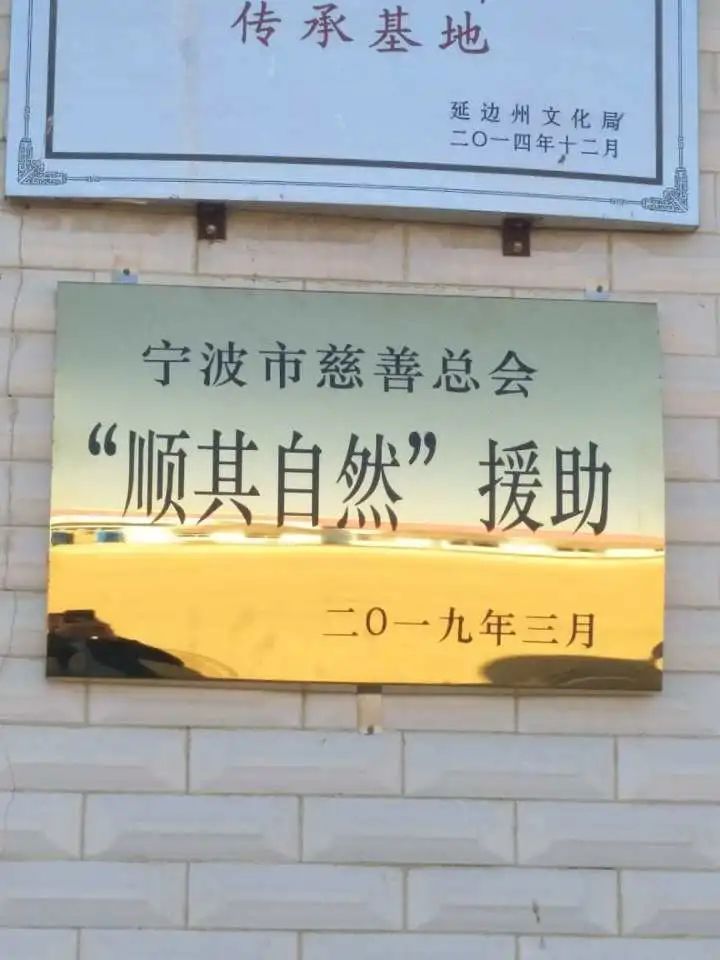 传承基地
延边州文化局
二〇一四年十二月
宁波市慈善总会
“顺其自然”援助
二〇一九年三月